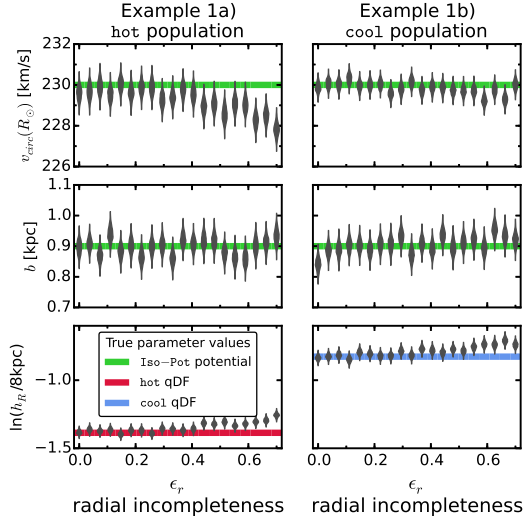 Example 1a)
hot population
Example 1b)
cool population
v_circ(R_⊙) [km/s]
232
230
228
226
b [kpc]
1.1
1.0
0.9
0.8
0.7
ln(h_R/8kpc)
−1.0
−1.5
True parameter values
Iso−Pot potential
hot qDF
cool qDF
0.0 0.2 0.4 0.6
0.0 0.2 0.4 0.6
ϵ_r
ϵ_r
radial incompleteness
radial incompleteness